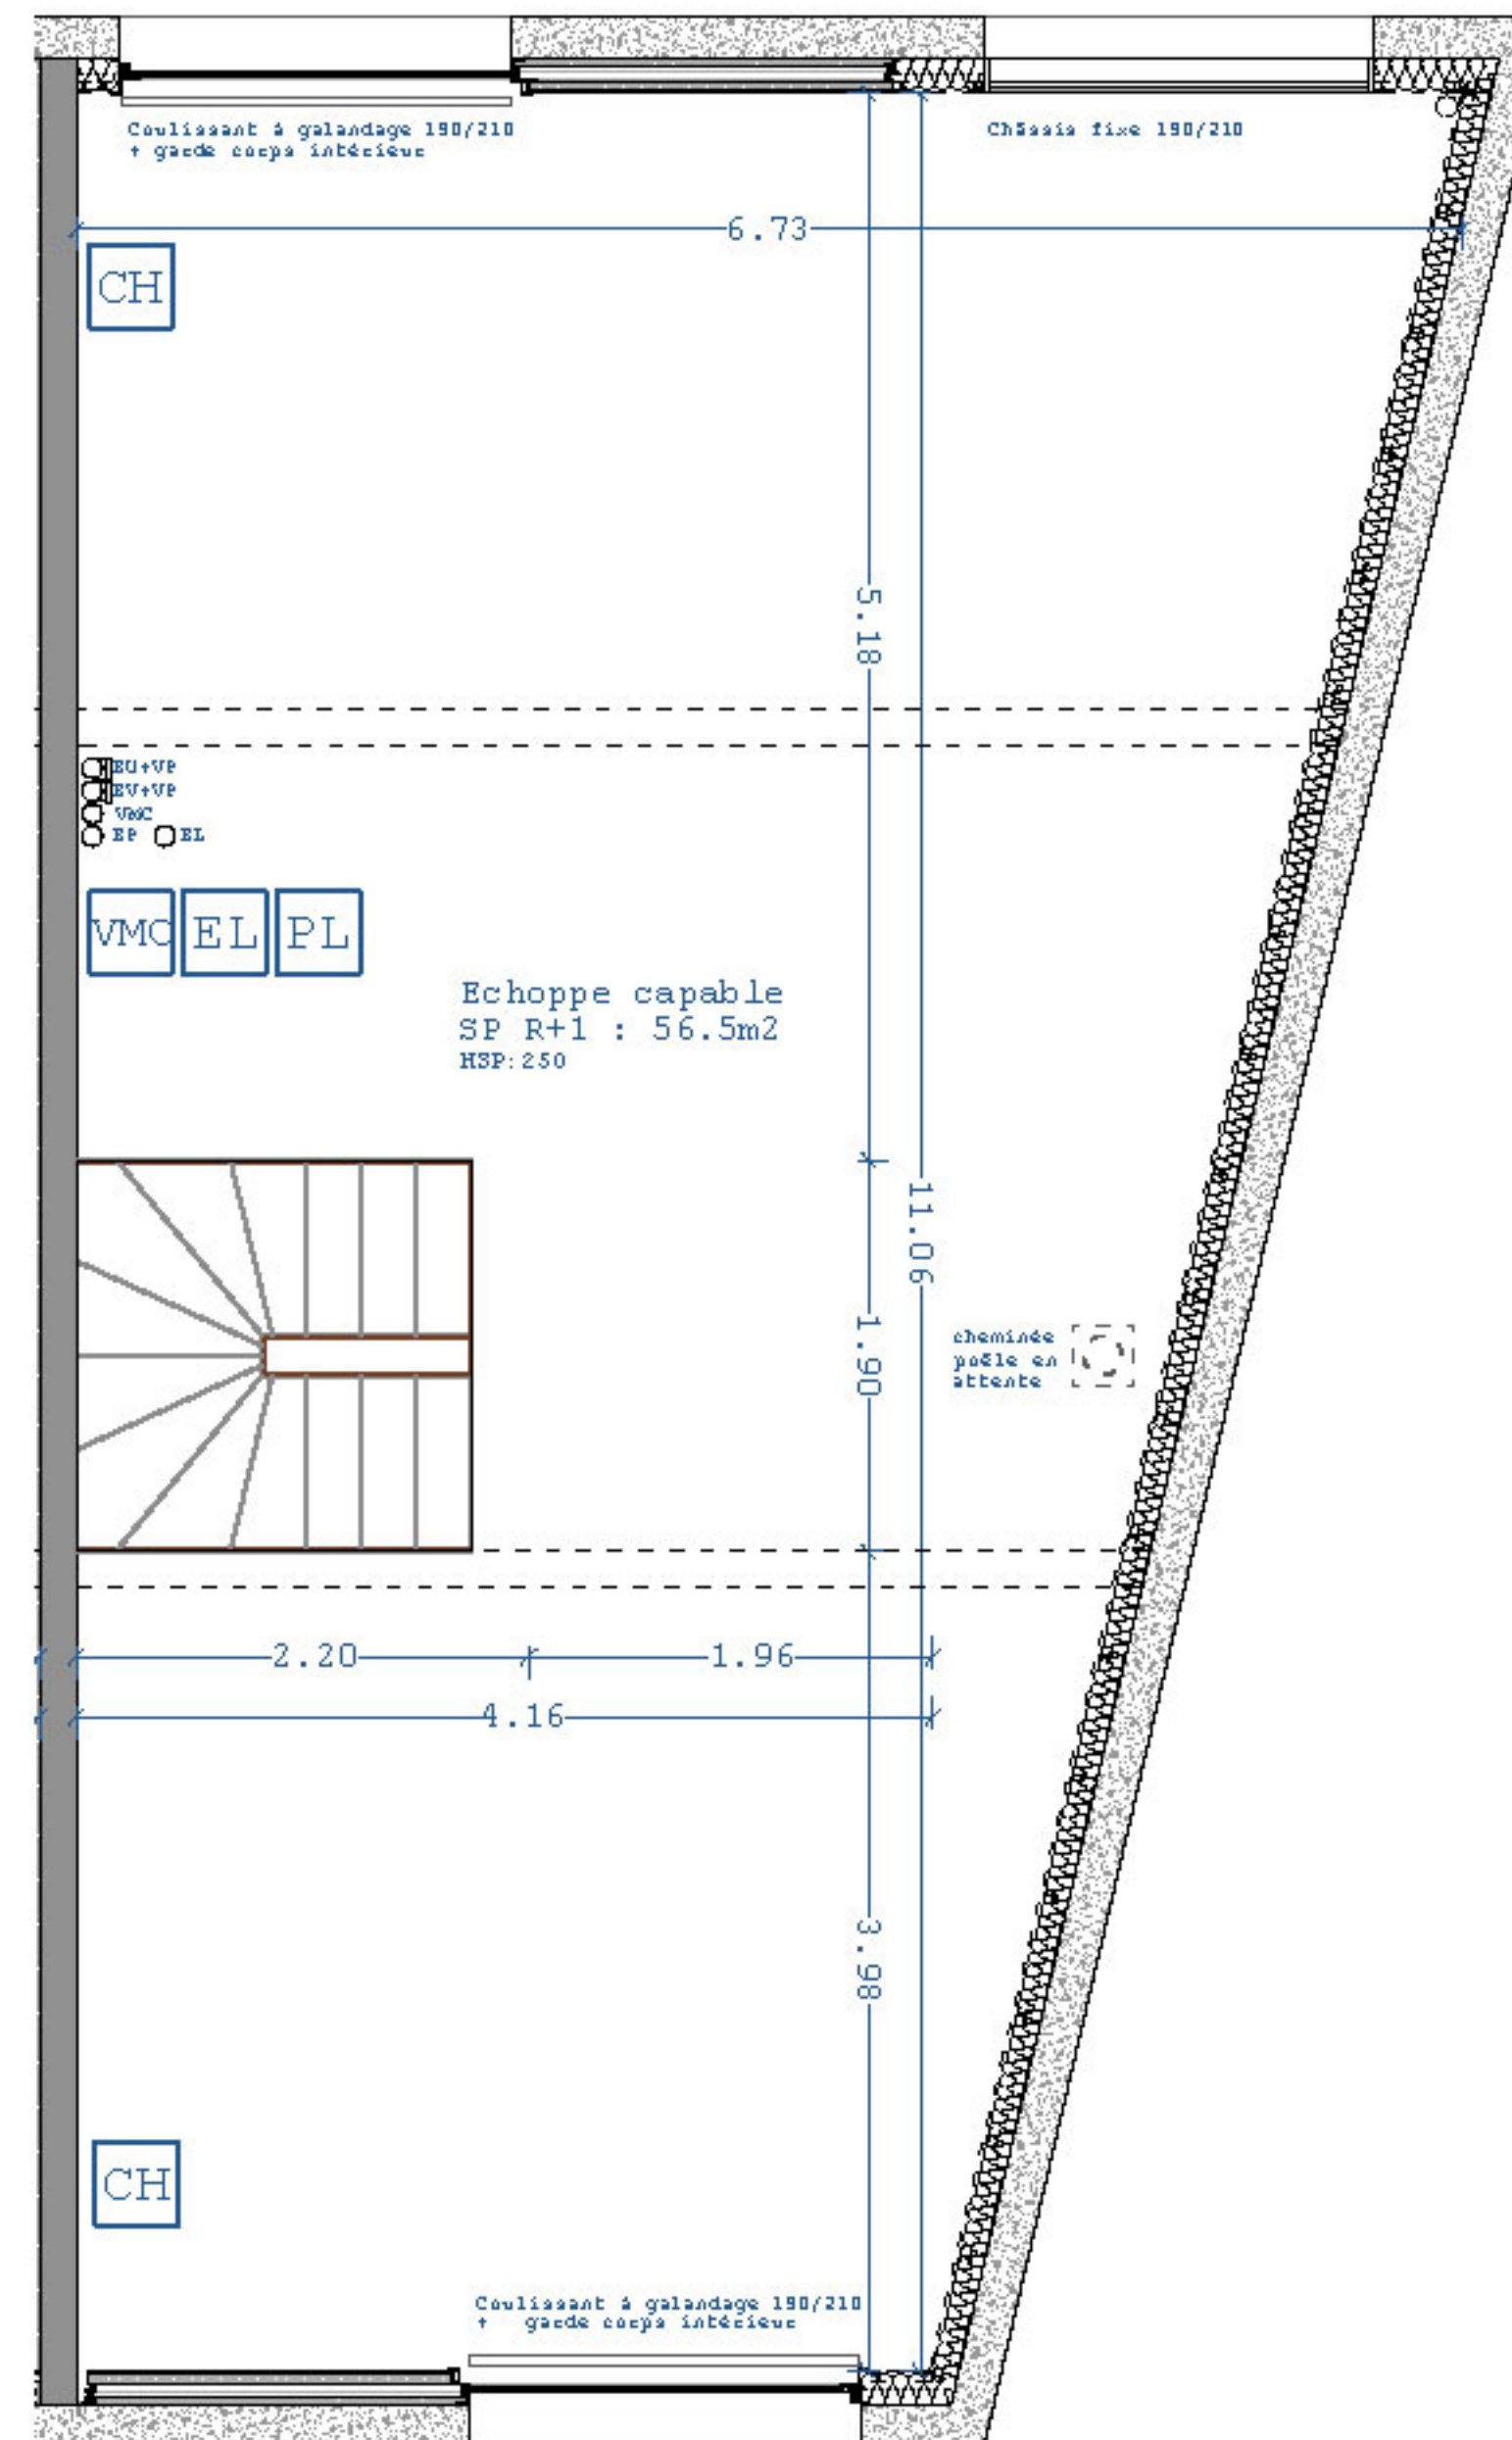 Coulissant à galandage 190/210
+ garde corps intérieur
Châssis fixe 190/210
6.73
CH
5.18
EU+VP
EV+VP
VMC
EP EL
VMC EL PL
Echoppe capable
SP R+1 : 56.5m2
HSP:250
11.06
1.90
cheminée
poêle en
attente
2.20 1.96
4.16
3.98
CH
Coulissant à galandage 190/210
+ garde corps intérieur